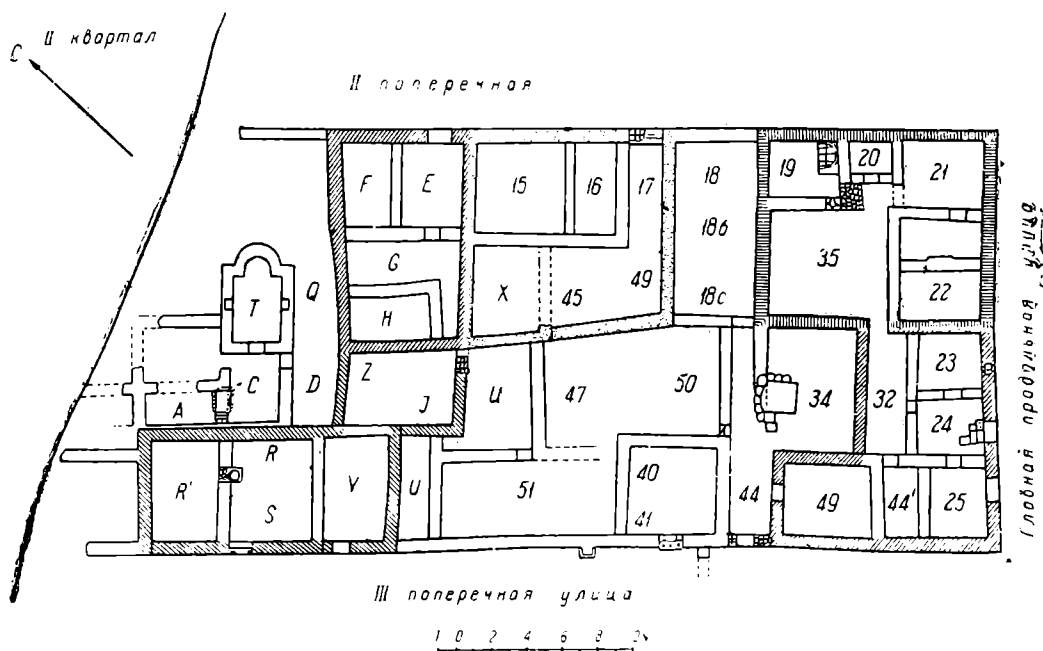 С
II квартал
II поперечная
F E 15 16 17 18 19 20 21
18б
35
G
Q
T
X 45 49
18с
22
H
Z
A C D J U 47 50 34 32 23
24
R
R' S V U 51 40 41 44 49 44' 25
Главная продольная улица
III поперечная улица
1 0 2 4 6 8